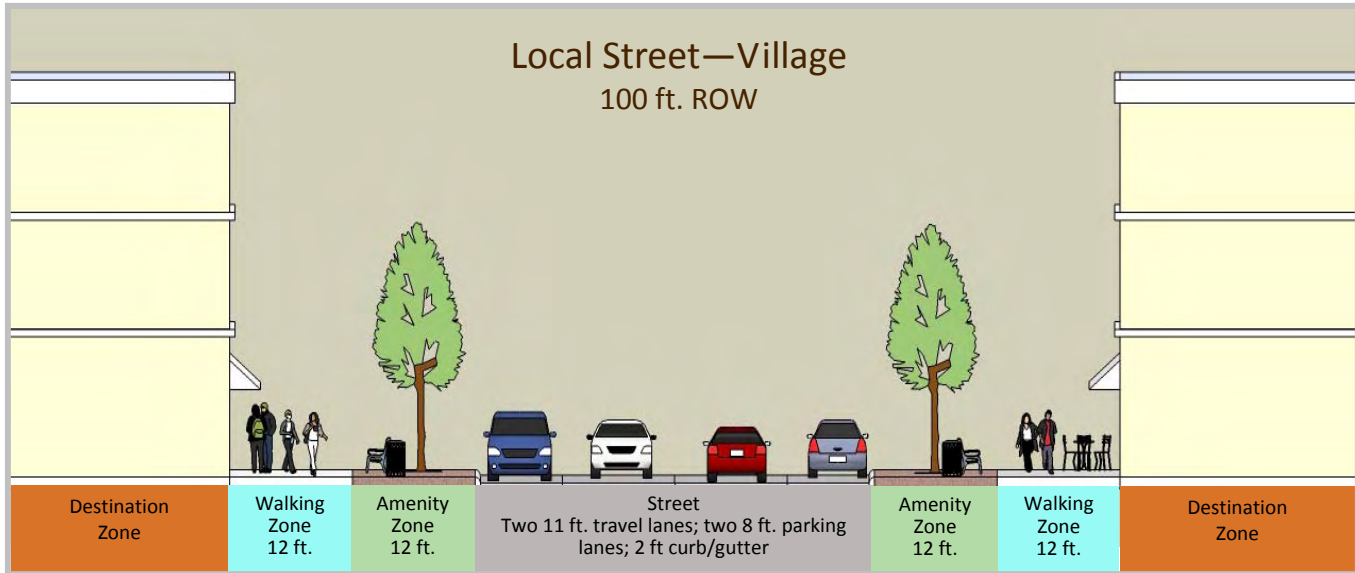 Local Street—Village
100 ft. ROW
Destination
Zone
Walking
Zone
12 ft.
Amenity
Zone
12 ft.
Street
Two 11 ft. travel lanes; two 8 ft. parking
lanes; 2 ft curb/gutter
Amenity
Zone
12 ft.
Walking
Zone
12 ft.
Destination
Zone